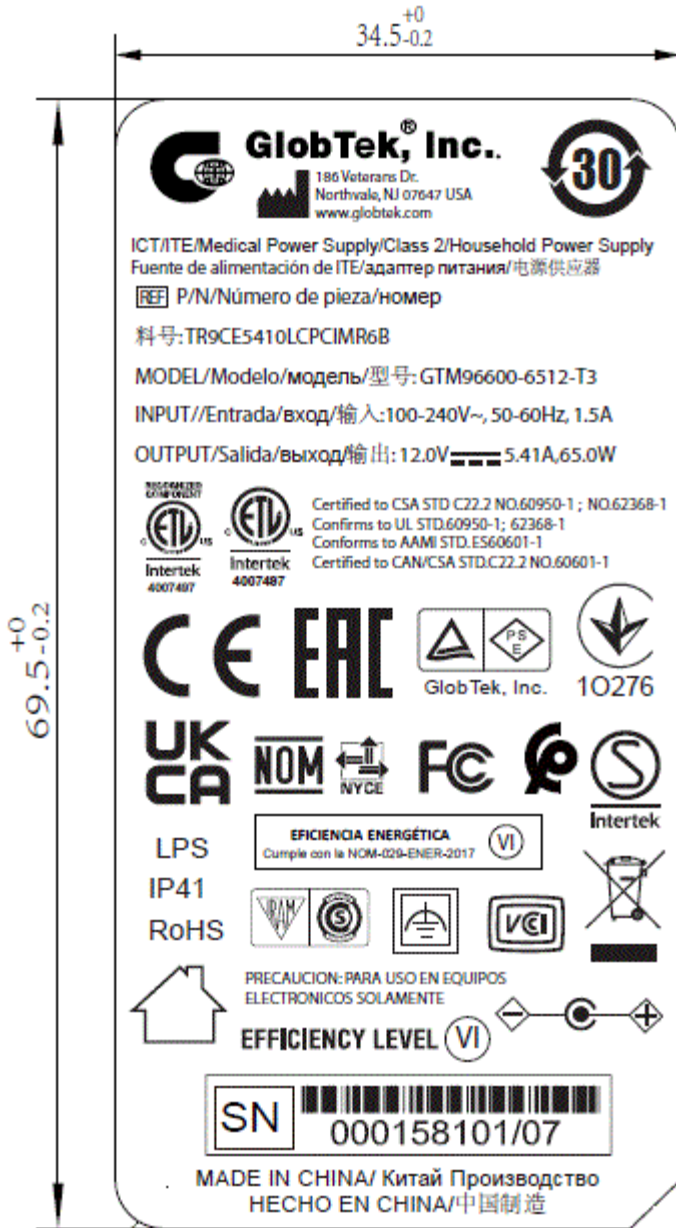 34.5 +0 -0.2
69.5 +0 -0.2
GlobTek,® Inc.
186 Veterans Dr.
Northvale, NJ 07647 USA
www.globtek.com
30
ICT/ITE/Medical Power Supply/Class 2/Household Power Supply
Fuente de alimentación de ITE/адаптер питания/电源供应器
REF P/N/Número de pieza/номер
料号:TR9CE5410LCPCIMR6B
MODEL/Modelo/модель/型号:GTM96600-6512-T3
INPUT//Entrada/вход/输入:100-240V~, 50-60Hz, 1.5A
OUTPUT/Salida/выход/输出:12.0V 5.41A,65.0W
RECOGNIZED
COMPONENT
C ETL US
Intertek
4007497
C ETL US
Intertek
4007497
Certified to CSA STD C22.2 NO.60950-1 ; NO.62368-1
Confirms to UL STD.60950-1; 62368-1
Conforms to AAMI STD.ES60601-1
Certified to CAN/CSA STD.C22.2 NO.60601-1
CE
EAC
PS
E
GlobTek, Inc.
10276
UK
CA
NOM
NYCE
FC
S
Intertek
LPS
IP41
RoHS
EFICIENCIA ENERGÉTICA
Cumple con la NOM-029-ENER-2017
VI
IRAM
S
VCI
PRECAUCION: PARA USO EN EQUIPOS
ELECTRONICOS SOLAMENTE
EFFICIENCY LEVEL VI
SN
000158101/07
MADE IN CHINA/ Китай Производство
HECHO EN CHINA/中国制造